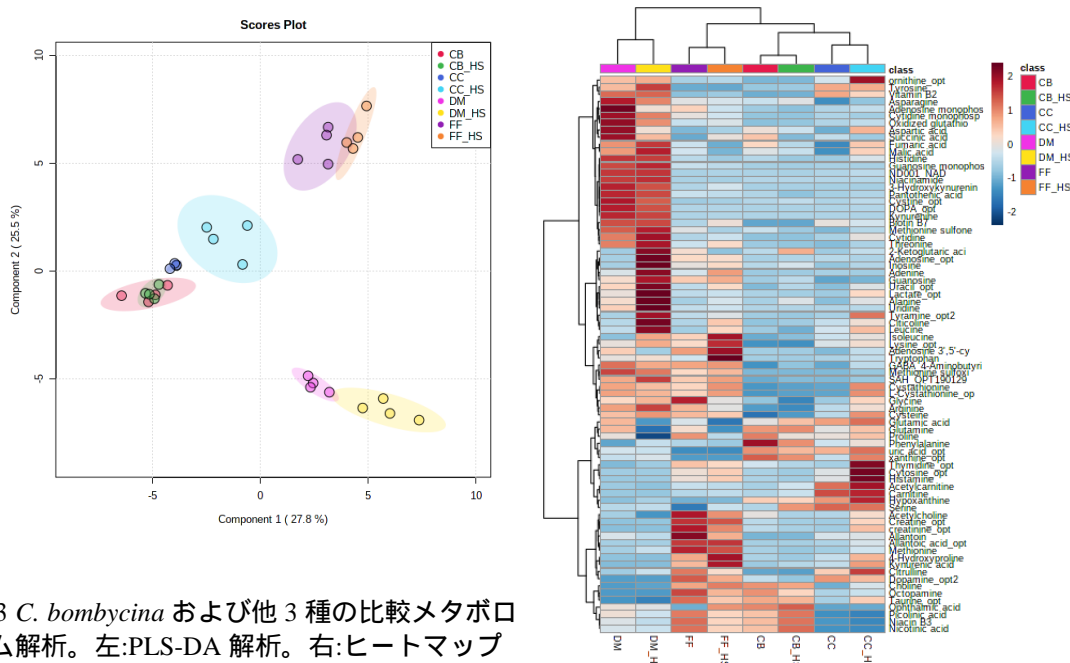 Scores Plot
Component 2 ( 25.5 %)
10
5
0
-5
-5
0
5
10
Component 1 ( 27.8 %)
CB
CB_HS
CC
CC_HS
DM
DM_HS
FF
FF_HS
3 C. bombycina および他 3 種の比較メタボロ
ム解析。左:PLS-DA 解析。右:ヒートマップ
class
ornithine_opt
Tyrosine
Vitamin B2
Asparagine
Adenosine monophos
Cytidine monophosp
Oxidized glutathio
Aspartic acid
Succinic acid
Fumaric acid
Malic acid
Histidine
Guanosine monophos
ND001_NAD
Niacinamide
3-Hydroxykynurenin
Pantothenic acid
Cystine_opt
DOPA_opt
Kynurenine
Biotin B7
Methionine sulfone
Cytidine
Threonine
2-Ketoglutaric aci
Adenosine_opt
Inosine
Adenine
Guanosine
Uracil_opt
Lactate_opt
Alanine
Uridine
Tyramine_opt2
Citicoline
Leucine
Isoleucine
Lysine_opt
Adenosine 3',5'-cy
Tryptophan
GABA_4-Aminobutyri
Methionine sulfoxi
SAH_OPT190129
Cystathionine
L-Cystathionine_op
Glycine
Arginine
Cysteine
Glutamic acid
Glutamine
Proline
Phenylalanine
uric acid_opt
xanthine_opt
Thymidine_opt
Cytosine_opt
Histamine
Acetylcarnitine
Carnitine
Hypoxanthine
Serine
Acetylcholine
Creatine_opt
creatinine_opt
Allantoin
Allantoic acid_opt
Methionine
4-Hydroxyproline
Kynurenic acid
Citrulline
Dopamine_opt2
Choline
Octopamine
Taurine_opt
Ophthalmic acid
Picolinic acid
Niacin B3
Nicotinic acid
DM
DM_H
FF
FF_HS
CB
CB_H
CC
CC_H
2
1
0
-1
-2
class
CB
CB_HS
CC
CC_HS
DM
DM_HS
FF
FF_HS